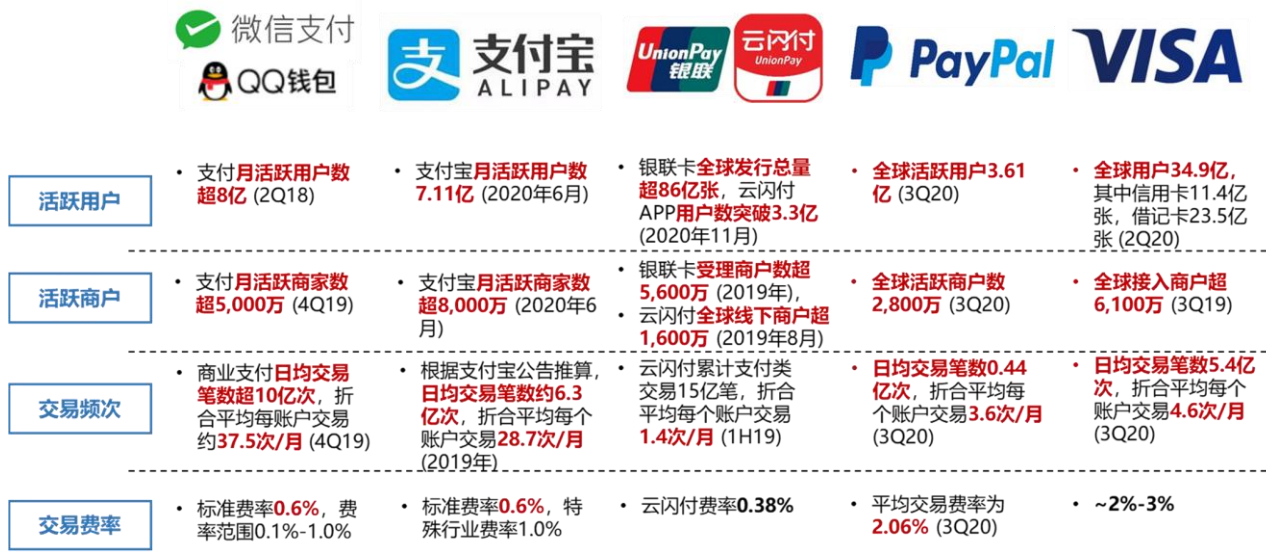 微信支付
QQ钱包
支
支付宝
ALIPAY
UnionPay
银联
云闪付
UnionPay
PayPal
VISA
活跃用户
• 支付月活跃用户数
超8亿 (2Q18)
• 支付宝月活跃用户数
7.11亿 (2020年6月)
• 银联卡全球发行总量
超86亿张，云闪付
APP用户数突破3.3亿
(2020年11月)
• 全球活跃用户3.61
亿 (3Q20)
• 全球用户34.9亿，
其中信用卡11.4亿
张，借记卡23.5亿
张 (2Q20)
活跃商户
• 支付月活跃商家数
超5,000万 (4Q19)
• 支付宝月活跃商家数
超8,000万 (2020年6
月)
• 银联卡受理商户数超
5,600万 (2019年),
• 云闪付全球线下商户超
1,600万 (2019年8月)
• 全球活跃商户数
2,800万 (3Q20)
• 全球接入商户超
6,100万 (3Q19)
交易频次
• 商业支付日均交易
笔数超10亿次，折
合平均每账户交易
约37.5次/月 (4Q19)
• 根据支付宝公告推算，
日均交易笔数约6.3
亿次，折合平均每个
账户交易28.7次/月
(2019年)
• 云闪付累计支付类
交易15亿笔，折合
平均每个账户交易
1.4次/月 (1H19)
• 日均交易笔数0.44
亿次，折合平均每
个账户交易3.6次/月
(3Q20)
• 日均交易笔数5.4亿
次，折合平均每个
账户交易4.6次/月
(3Q20)
交易费率
• 标准费率0.6%，费
率范围0.1%-1.0%
• 标准费率0.6%，特
殊行业费率1.0%
• 云闪付费率0.38%
• 平均交易费率为
2.06% (3Q20)
• ~2%-3%